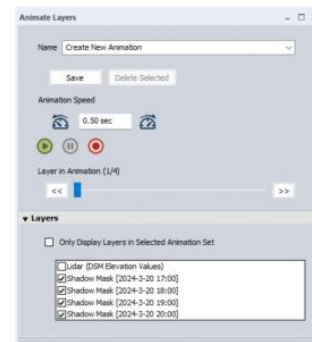 Animate Layers
Name Create New Animation
Save Delete Selected
Animation Speed
0.50 sec
Layer in Animation (1/4)
<< >>
Layers
Only Display Layers in Selected Animation Set
Lidar (DSM Elevation Values)
Shadow Mask [2024-3-20 17:00]
Shadow Mask [2024-3-20 18:00]
Shadow Mask [2024-3-20 19:00]
Shadow Mask [2024-3-20 20:00]